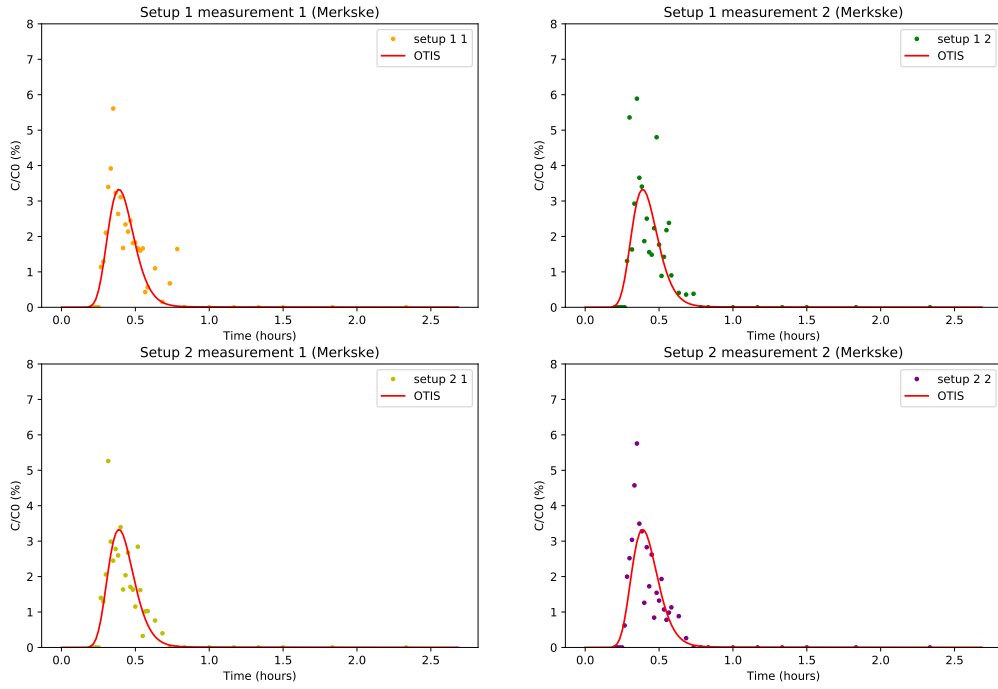 Setup 1 measurement 1 (Merkske)
C/C0 (%)
8
7
6
5
4
3
2
1
0
setup 1 1
OTIS
0.0 0.5 1.0 1.5 2.0 2.5
Time (hours)
Setup 1 measurement 2 (Merkske)
C/C0 (%)
8
7
6
5
4
3
2
1
0
setup 1 2
OTIS
0.0 0.5 1.0 1.5 2.0 2.5
Time (hours)
Setup 2 measurement 1 (Merkske)
C/C0 (%)
8
7
6
5
4
3
2
1
0
setup 2 1
OTIS
0.0 0.5 1.0 1.5 2.0 2.5
Time (hours)
Setup 2 measurement 2 (Merkske)
C/C0 (%)
8
7
6
5
4
3
2
1
0
setup 2 2
OTIS
0.0 0.5 1.0 1.5 2.0 2.5
Time (hours)